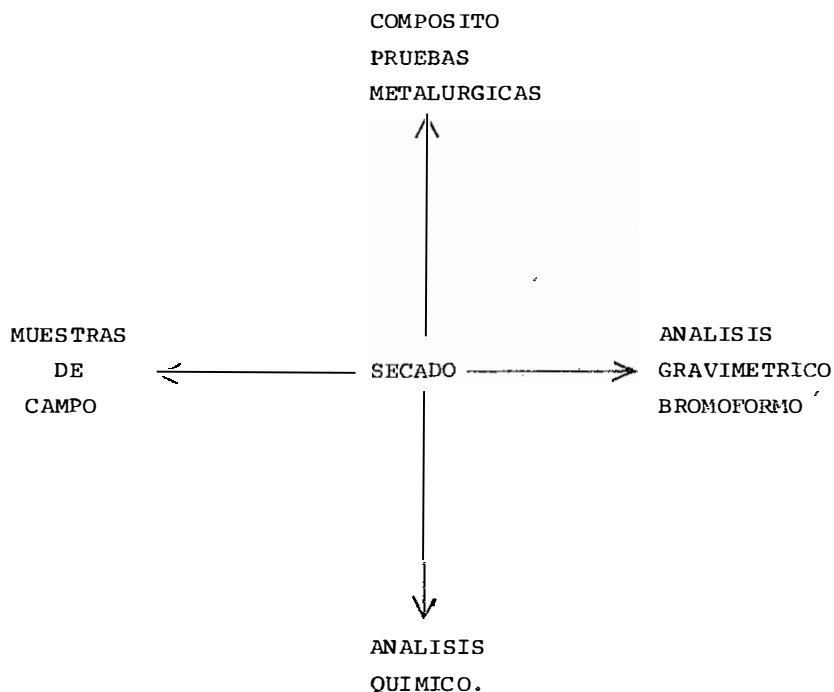 COMPOSITO
PRUEBAS
METALURGICAS
MUESTRAS
DE
CAMPO
SECADO
ANALISIS
GRAVIMETRICO
BROMOFORMO
ANALISIS
QUIMICO.